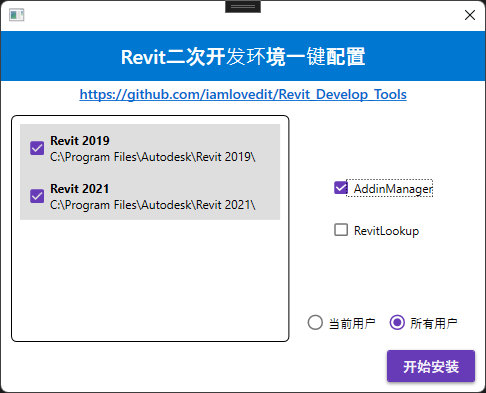 Revit二次开发环境一键配置
https://github.com/iamlovedit/Revit_Develop_Tools
Revit 2019
C:\Program Files\Autodesk\Revit 2019\
Revit 2021
C:\Program Files\Autodesk\Revit 2021\
AddinManager
RevitLookup
当前用户
所有用户
开始安装